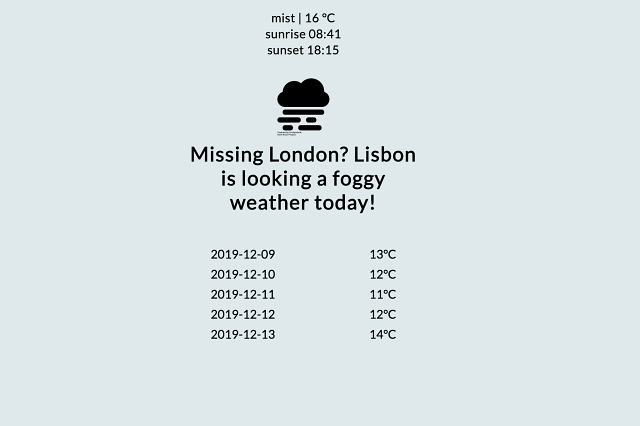 mist | 16 °C
sunrise 08:41
sunset 18:15
Missing London? Lisbon
is looking a foggy
weather today!
2019-12-09 13°C
2019-12-10 12°C
2019-12-11 11°C
2019-12-12 12°C
2019-12-13 14°C